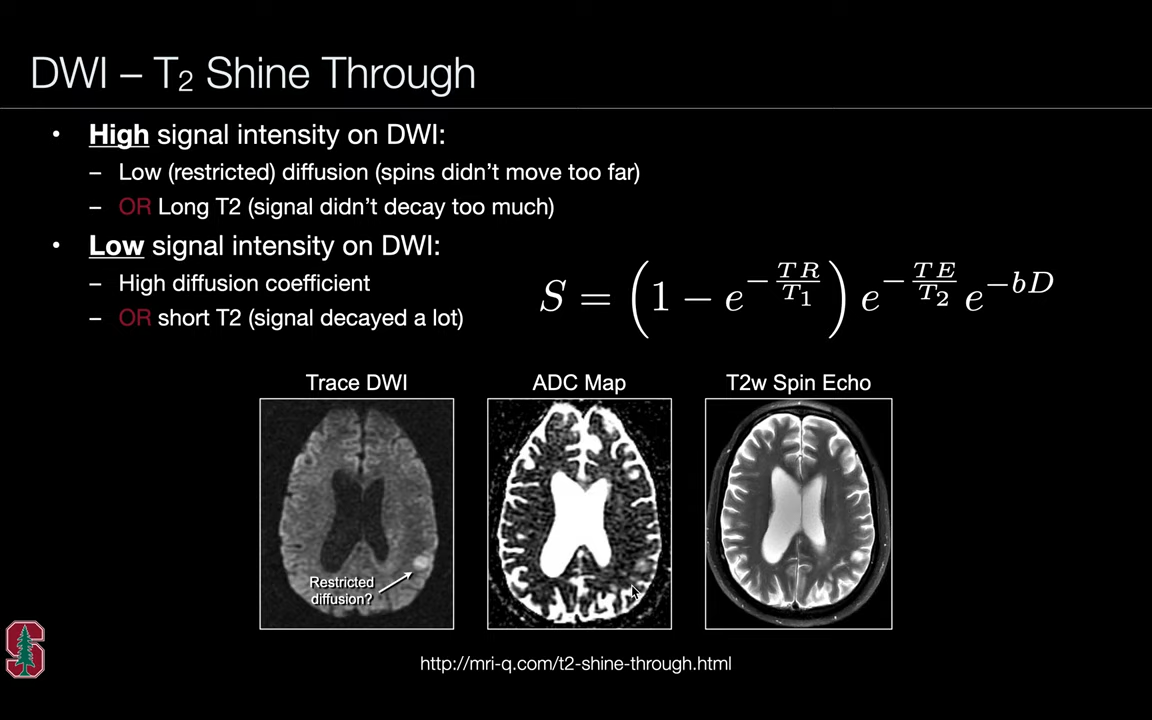 DWI – T2 Shine Through
• High signal intensity on DWI:
– Low (restricted) diffusion (spins didn't move too far)
– OR Long T2 (signal didn't decay too much)
• Low signal intensity on DWI:
– High diffusion coefficient
– OR short T2 (signal decayed a lot)
S = (1 − e^{−TR/T₁}) e^{−TE/T₂} e^{−bD}
Trace DWI
ADC Map
T2w Spin Echo
Restricted
diffusion?
S
http://mri-q.com/t2-shine-through.html